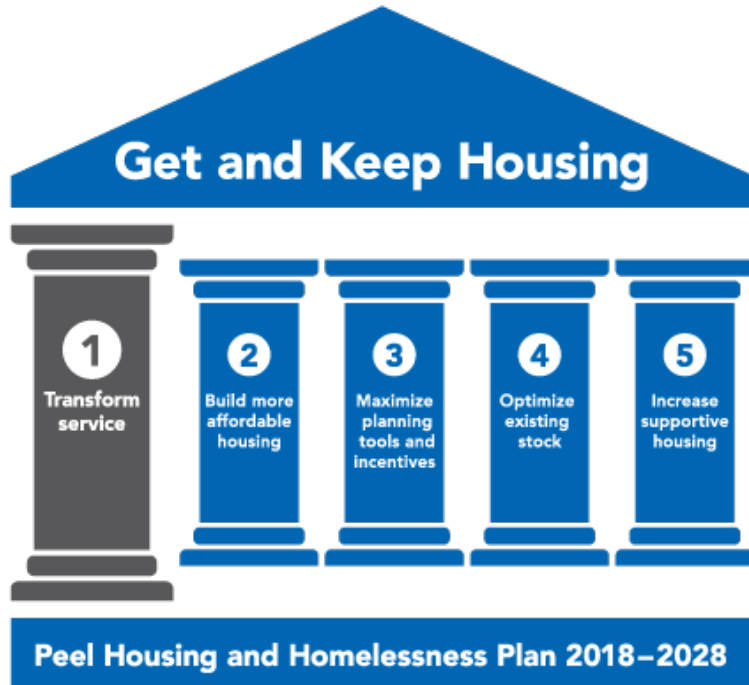 Get and Keep Housing
1
Transform
service
2
Build more
affordable
housing
3
Maximize
planning
tools and
incentives
4
Optimize
existing
stock
5
Increase
supportive
housing
Peel Housing and Homelessness Plan 2018–2028